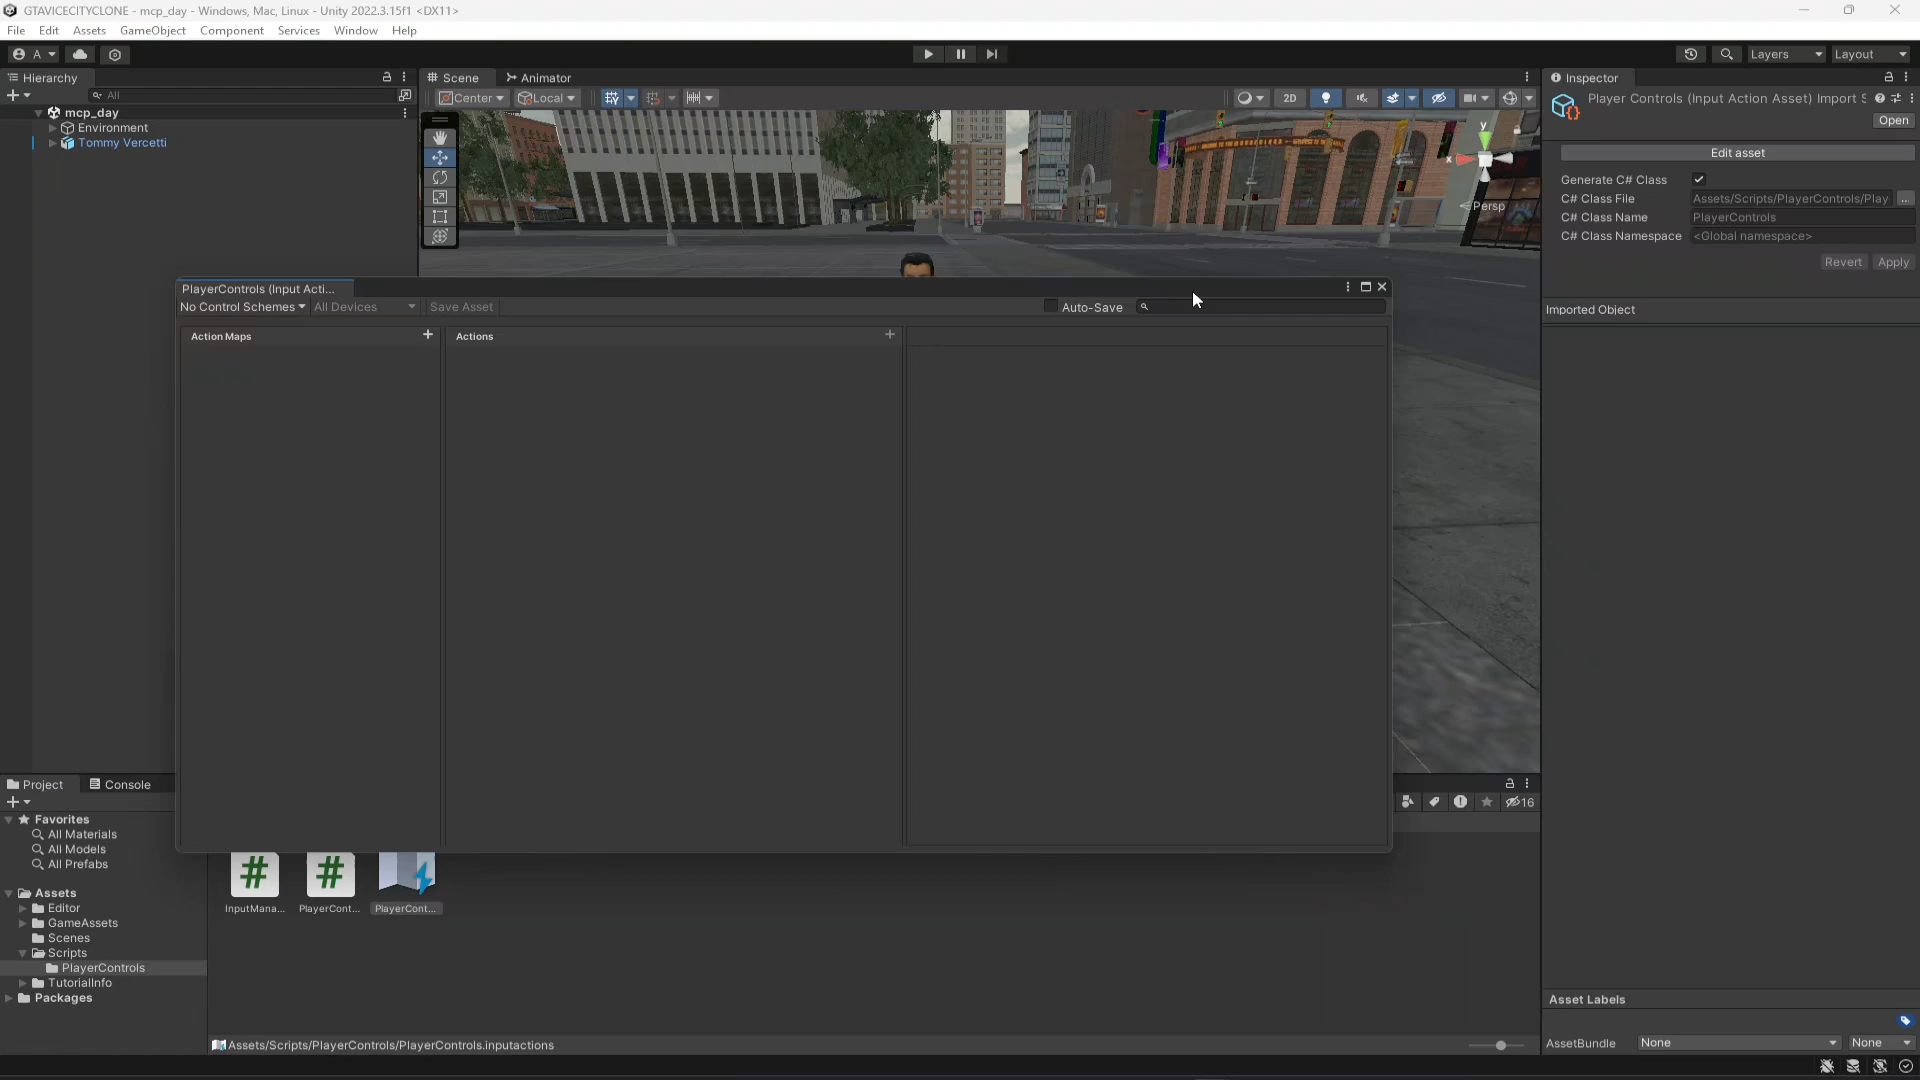 GTAVICECITYCLONE - mcp_day - Windows, Mac, Linux - Unity 2022.3.15f1 <DX11>
File Edit Assets GameObject Component Services Window Help
A Layers Layout
Hierarchy Scene Animator Inspector
All Center Local 2D Player Controls (Input Action Asset) Import S
Open
mcp_day
Environment
Tommy Vercetti
y
x
Persp
Edit asset
Generate C# Class
C# Class File Assets/Scripts/PlayerControls/Play ...
C# Class Name PlayerControls
C# Class Namespace <Global namespace>
Revert Apply
Imported Object
PlayerControls (Input Acti...
No Control Schemes All Devices Save Asset Auto-Save
Action Maps + Actions +
Project Console
16
Favorites
All Materials
All Models
All Prefabs
Assets
Editor
GameAssets
Scenes
Scripts
PlayerControls
TutorialInfo
Packages
InputMana... PlayerCont... PlayerCont...
Assets/Scripts/PlayerControls/PlayerControls.inputactions
Asset Labels
AssetBundle None None